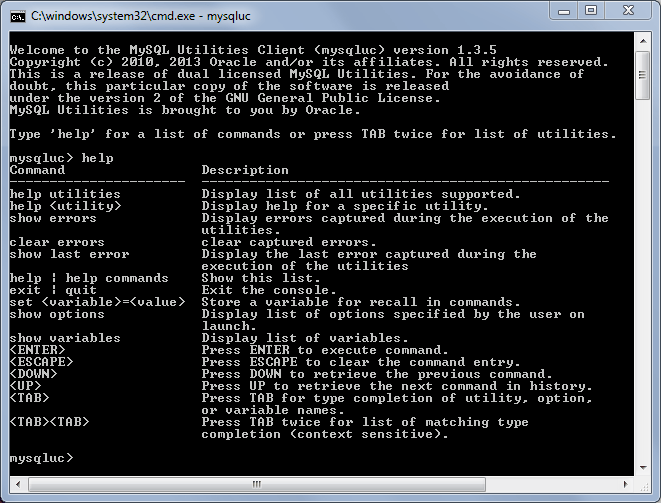 C:\windows\system32\cmd.exe - mysqluc
Welcome to the MySQL Utilities Client (mysqluc) version 1.3.5
Copyright (c) 2010, 2013 Oracle and/or its affiliates. All rights reserved.
This is a release of dual licensed MySQL Utilities. For the avoidance of
doubt, this particular copy of the software is released
under the version 2 of the GNU General Public License.
MySQL Utilities is brought to you by Oracle.
Type 'help' for a list of commands or press TAB twice for list of utilities.
mysqluc> help
Command Description
help utilities Display list of all utilities supported.
help <utility> Display help for a specific utility.
show errors Display errors captured during the execution of the
utilities.
clear errors clear captured errors.
show last error Display the last error captured during the
execution of the utilities
help | help commands Show this list.
exit | quit Exit the console.
set <variable>=<value> Store a variable for recall in commands.
show options Display list of options specified by the user on
launch.
show variables Display list of variables.
<ENTER> Press ENTER to execute command.
<ESCAPE> Press ESCAPE to clear the command entry.
<DOWN> Press DOWN to retrieve the previous command.
<UP> Press UP to retrieve the next command in history.
<TAB> Press TAB for type completion of utility, option,
or variable names.
<TAB><TAB> Press TAB twice for list of matching type
completion (context sensitive).
mysqluc>